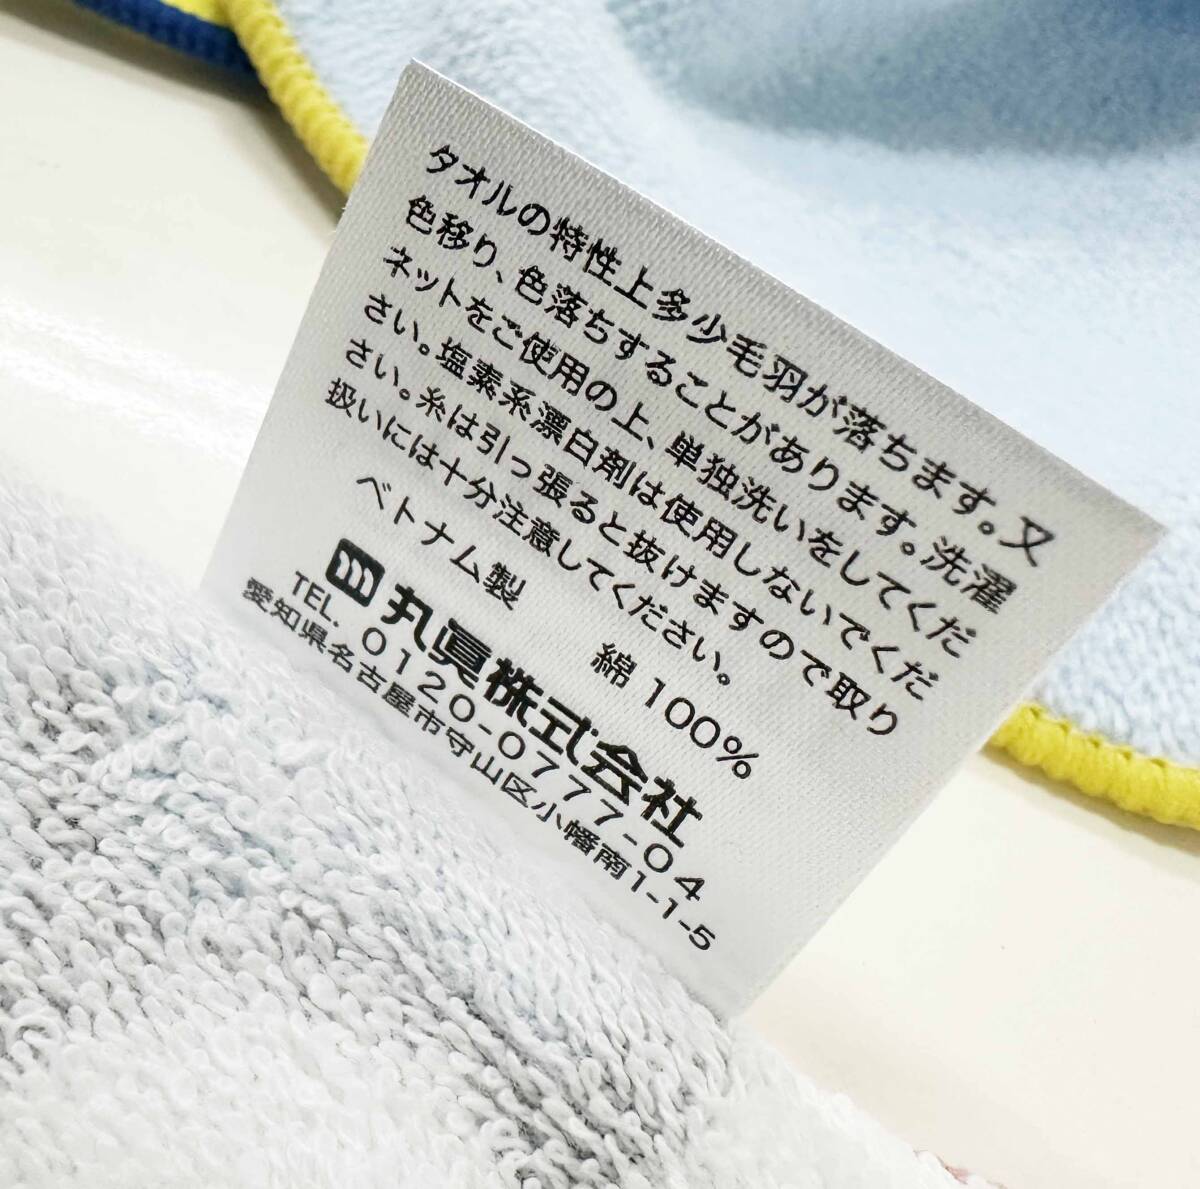 タオルの特性上多少毛羽が落ちます。又
色移り、色落ちすることがあります。洗濯
ネットをご使用の上、単独洗いをしてくだ
さい。塩素系漂白剤は使用しないでくだ
さい。糸は引っ張ると抜けますので取り
扱いには十分注意してください。
ベトナム製 綿100%
丸眞株式会社
TEL. 0120-0777-04
愛知県名古屋市守山区小幡南1-1-5